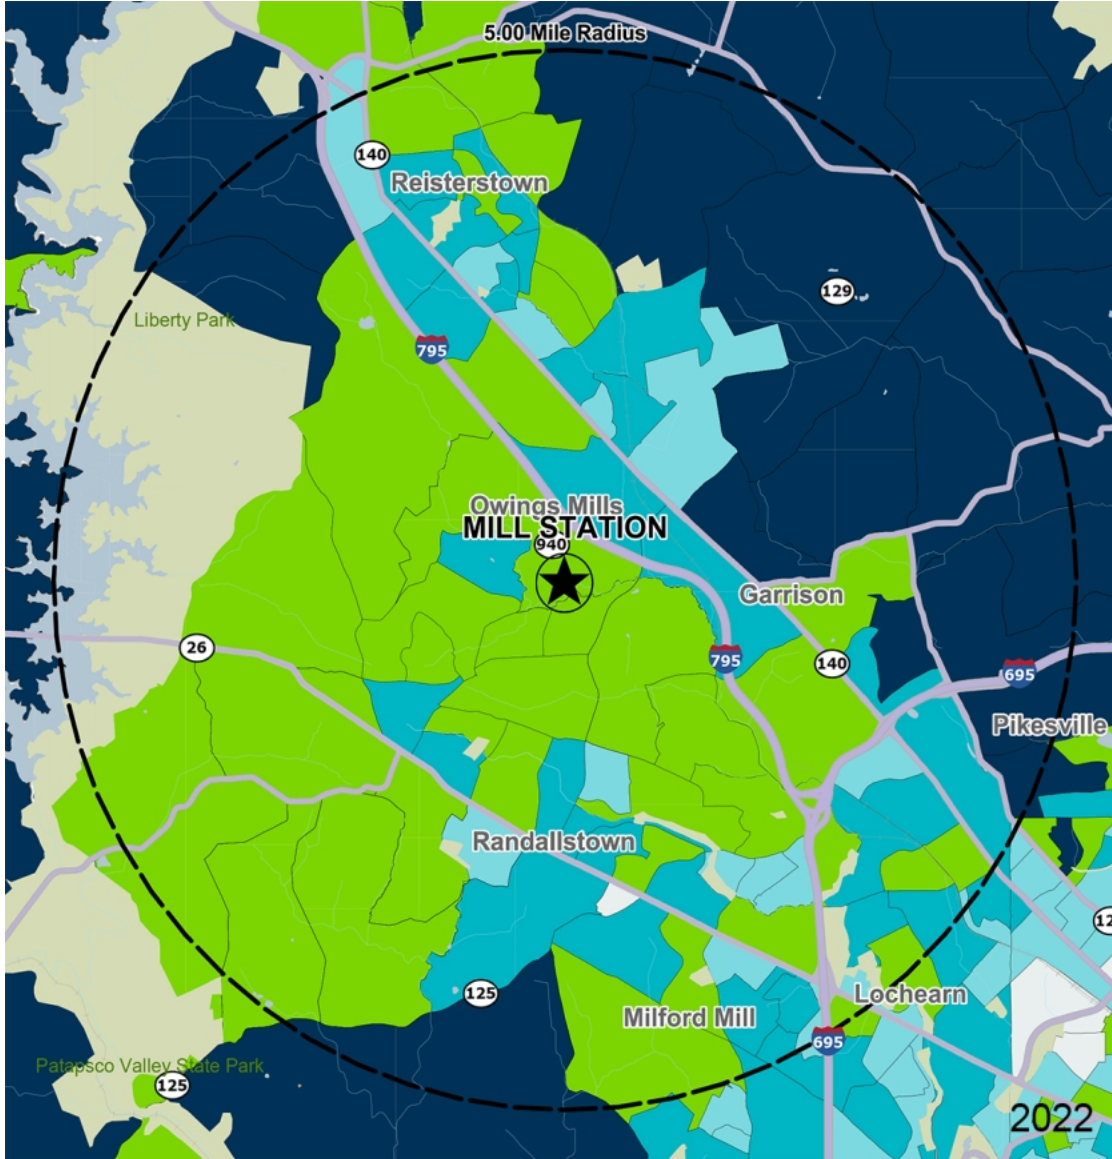 5.00 Mile Radius
140
Reisterstown
129
Liberty Park
795
Owings Mills
MILL STATION
940
Garrison
26
795
140
695
Pikesville
Randallstown
12
125
Lochearn
Milford Mill
695
Patapsco Valley State Park
125
2022